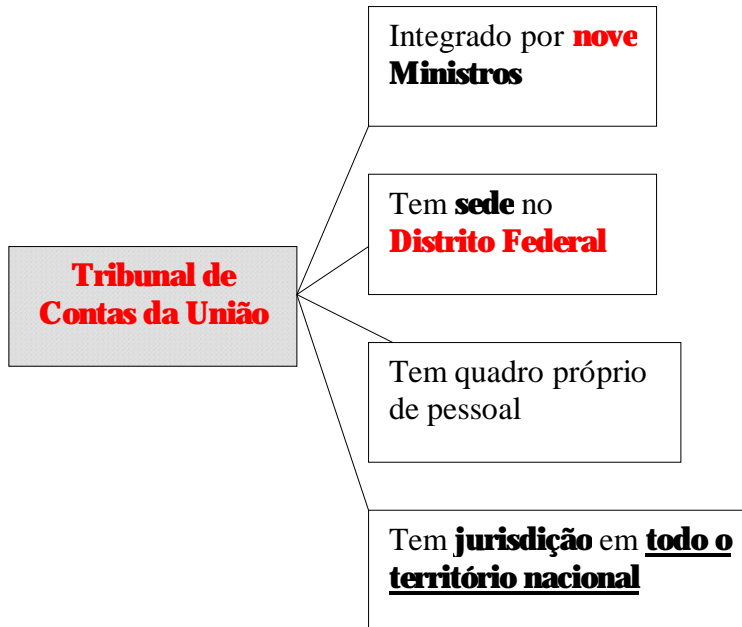 Integrado por nove
Ministros
Tem sede no
Distrito Federal
Tribunal de
Contas da União
Tem quadro próprio
de pessoal
Tem jurisdição em todo o
território nacional